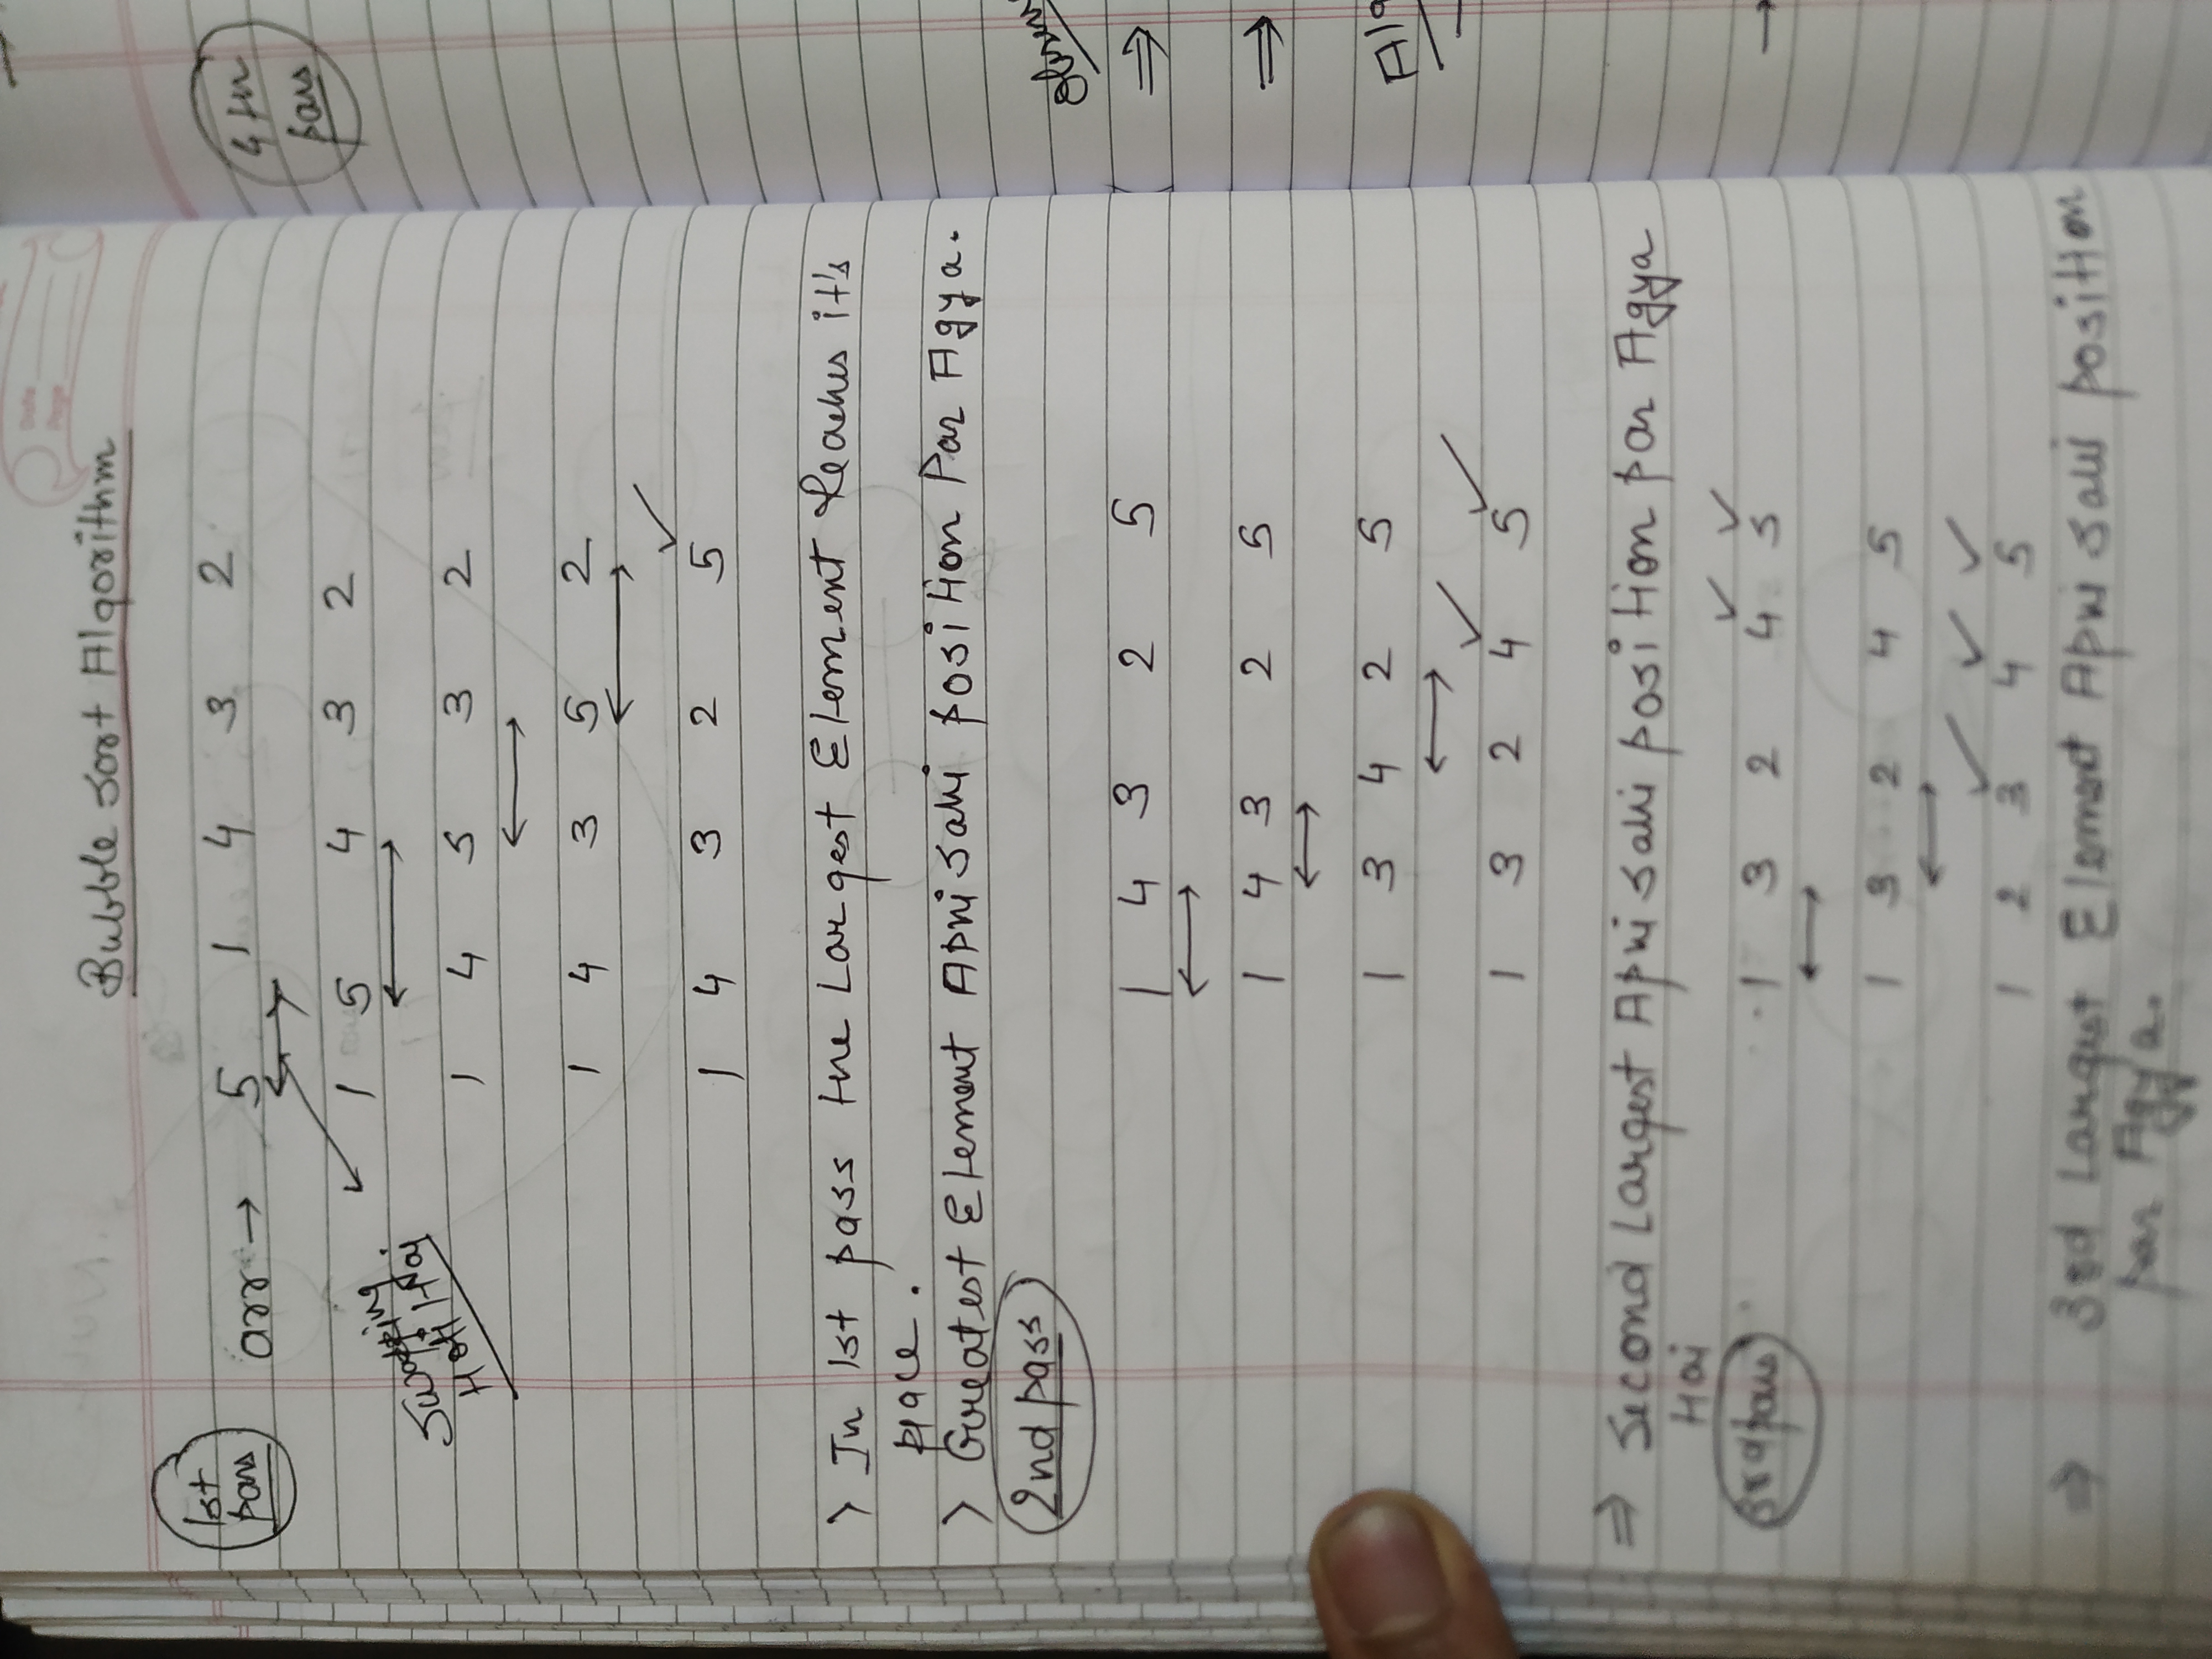 Date
Page
Bubble Sort Algorithm
1st
pass
arr → 5 1 4 3 2
1 5 4 3 2
Swapping
Hoti Hai
1 4 5 3 2
1 4 3 5 2
✓
1 4 3 2 5
> In 1st pass the Largest Element Reaches it's
place.
> Greatest Element Apni Sahi position Par Agya.
2nd pass
1 4 3 2 5
1 4 3 2 5
1 3 4 2 5
✓ ✓
1 3 2 4 5
⇒ Second Largest Apni Sahi position par Agya
Hai
✓ ✓
3rd pass 1 3 2 4 5
1 3 2 4 5
✓ ✓ ✓
1 2 3 4 5
⇒ 3rd Largest Element Apni Sahi position
par Agya.
4th
pass
⇒
⇒
→